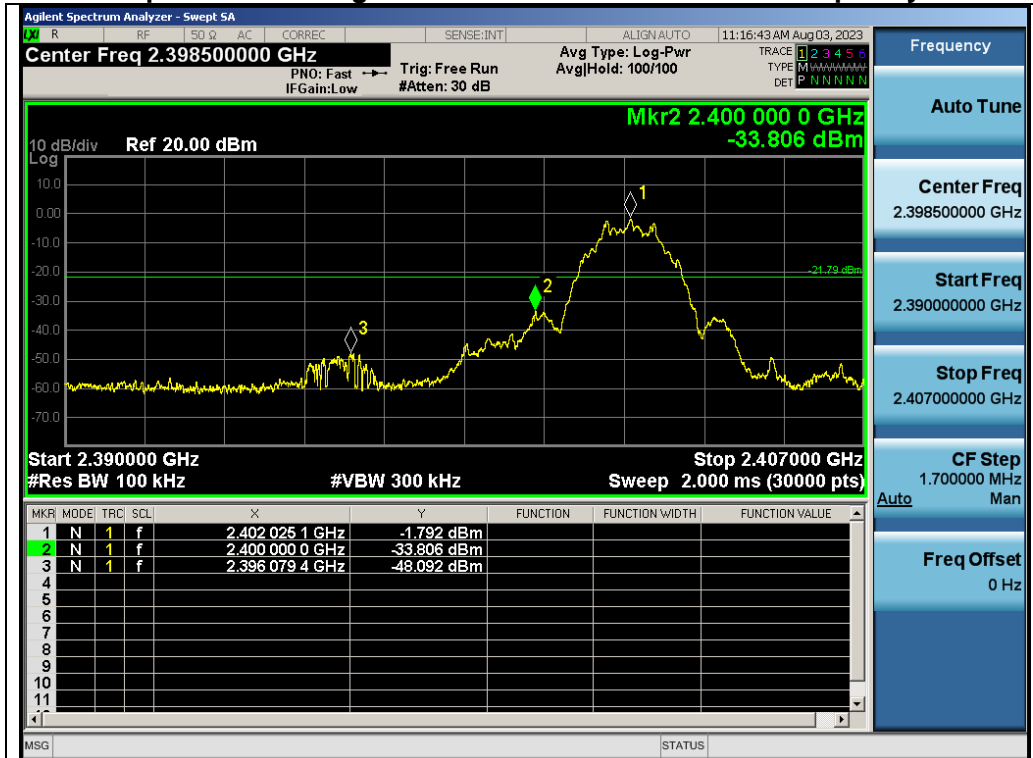 Agilent Spectrum Analyzer - Swept SA
LXI R RF 50 Ω AC CORREC SENSE:INT ALIGN AUTO 11:16:43 AM Aug 03, 2023
Center Freq 2.398500000 GHz
PNO: Fast
IFGain:Low
Trig: Free Run
#Atten: 30 dB
Avg Type: Log-Pwr
Avg|Hold: 100/100
TRACE 1 2 3 4 5 6
TYPE M W W W W W
DET P N N N N N
Mkr2 2.400 000 0 GHz
-33.806 dBm
10 dB/div Ref 20.00 dBm
Log
10.0
0.00
-10.0
-20.0
-30.0
-40.0
-50.0
-60.0
-70.0
1
2
3
-21.79 dBm
Start 2.390000 GHz Stop 2.407000 GHz
#Res BW 100 kHz #VBW 300 kHz Sweep 2.000 ms (30000 pts)
MKR MODE TRC SCL X Y FUNCTION FUNCTION WIDTH FUNCTION VALUE
1 N 1 f 2.402 025 1 GHz -1.792 dBm
2 N 1 f 2.400 000 0 GHz -33.806 dBm
3 N 1 f 2.396 079 4 GHz -48.092 dBm
4
5
6
7
8
9
10
11
MSG STATUS
Frequency
Auto Tune
Center Freq
2.398500000 GHz
Start Freq
2.390000000 GHz
Stop Freq
2.407000000 GHz
CF Step
1.700000 MHz
Auto Man
Freq Offset
0 Hz